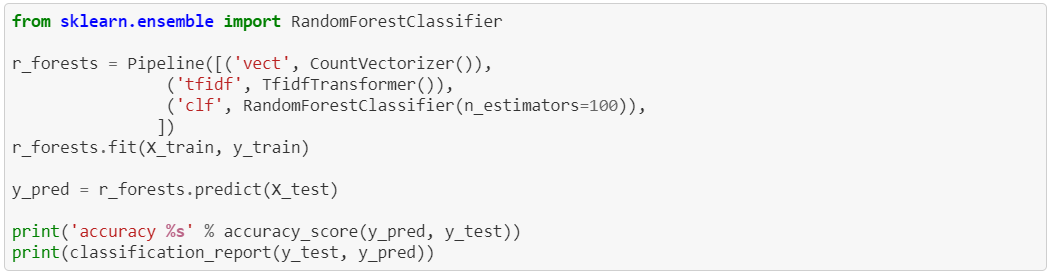 from sklearn.ensemble import RandomForestClassifier
r_forests = Pipeline([('vect', CountVectorizer()),
                ('tfidf', TfidfTransformer()),
                ('clf', RandomForestClassifier(n_estimators=100)),
               ])
r_forests.fit(X_train, y_train)
y_pred = r_forests.predict(X_test)
print('accuracy %s' % accuracy_score(y_pred, y_test))
print(classification_report(y_test, y_pred))